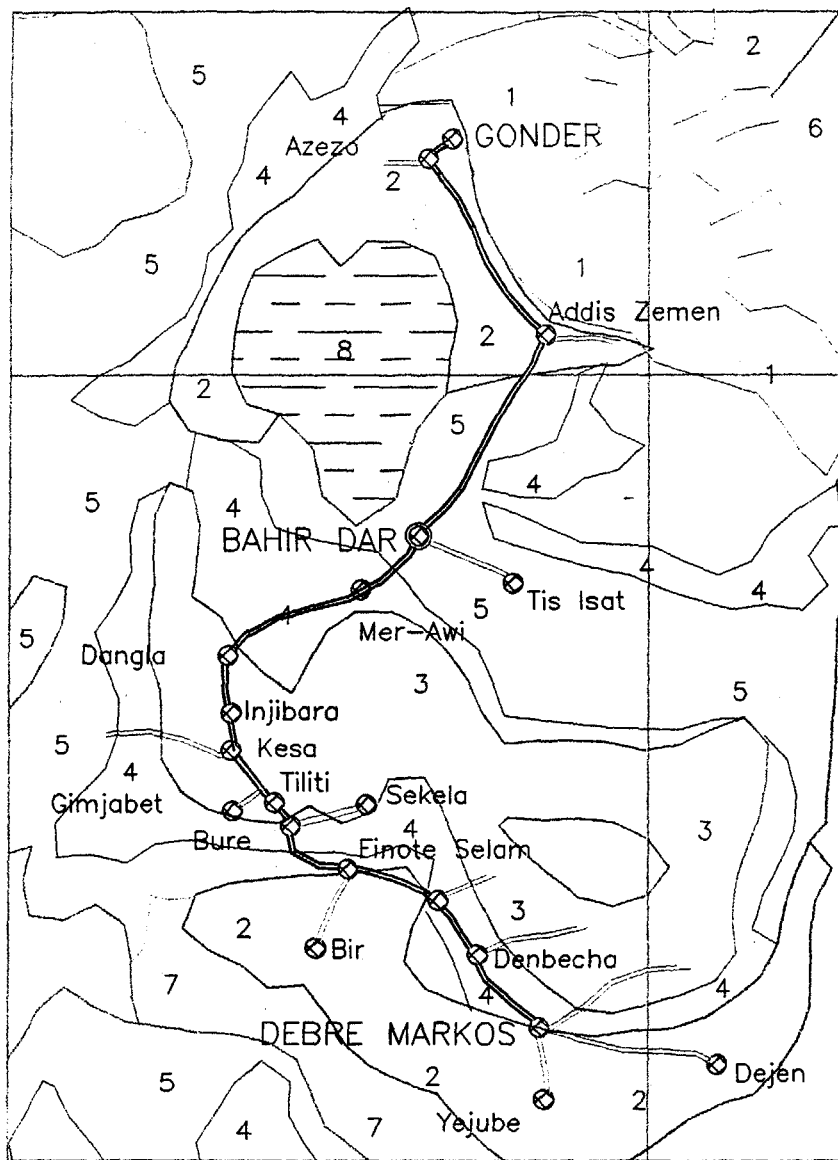 2
5
1
4
6
GONDER
Azezo
2
4
5
1
Addis Zemen
2
8
1
2
5
5
4
4
BAHIR DAR
4
4
Tis Isat
5
4
Mer-Awi
5
Dangla
3
5
Injibara
5
Kesa
4
Tiliti
Gimjabet
Sekela
4
3
Bure
Finote Selam
3
2
Bir
Denbecha
7
4
4
DEBRE MARKOS
Dejen
5
2
2
Yejube
4
7